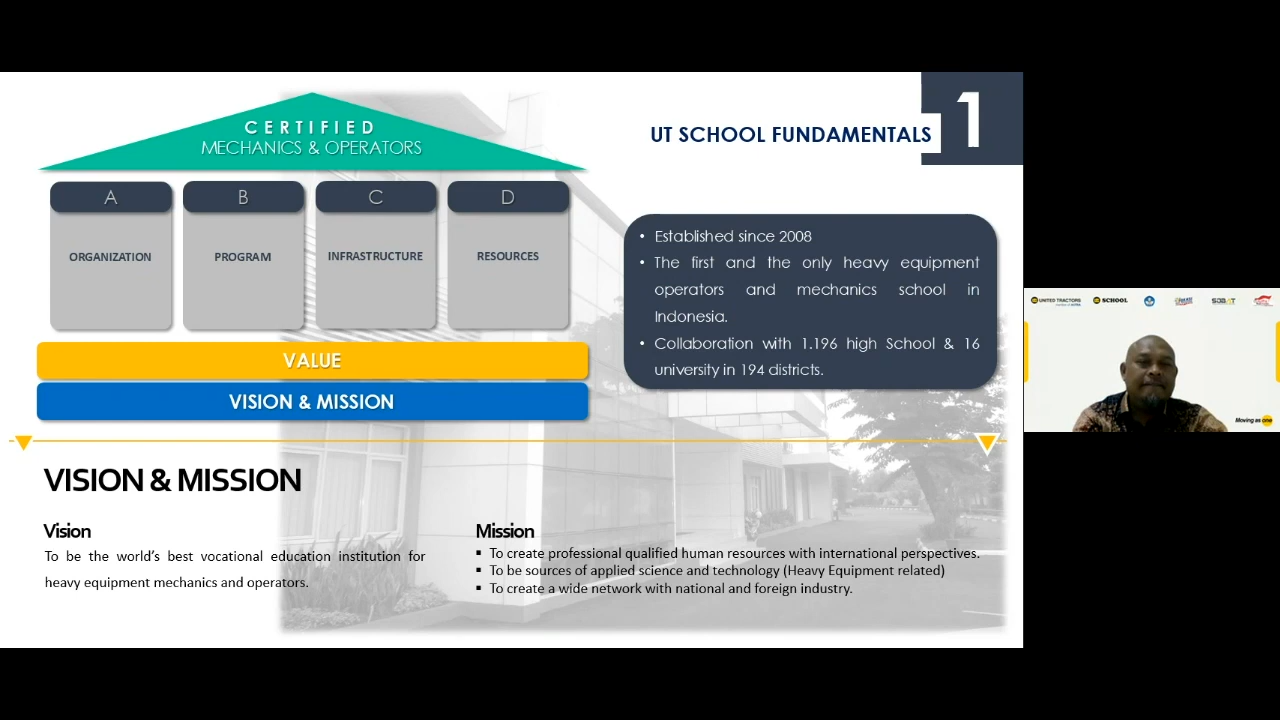 CERTIFIED
MECHANICS & OPERATORS
A
B
C
D
ORGANIZATION
PROGRAM
INFRASTRUCTURE
RESOURCES
VALUE
VISION & MISSION
UT SCHOOL FUNDAMENTALS
1
• Established since 2008
• The first and the only heavy equipment
operators and mechanics school in
Indonesia.
• Collaboration with 1.196 high School & 16
university in 194 districts.
VISION & MISSION
Vision
To be the world’s best vocational education institution for
heavy equipment mechanics and operators.
Mission
▪ To create professional qualified human resources with international perspectives.
▪ To be sources of applied science and technology (Heavy Equipment related)
▪ To create a wide network with national and foreign industry.
UNITED TRACTORS
SCHOOL
SOBAT
Moving as one